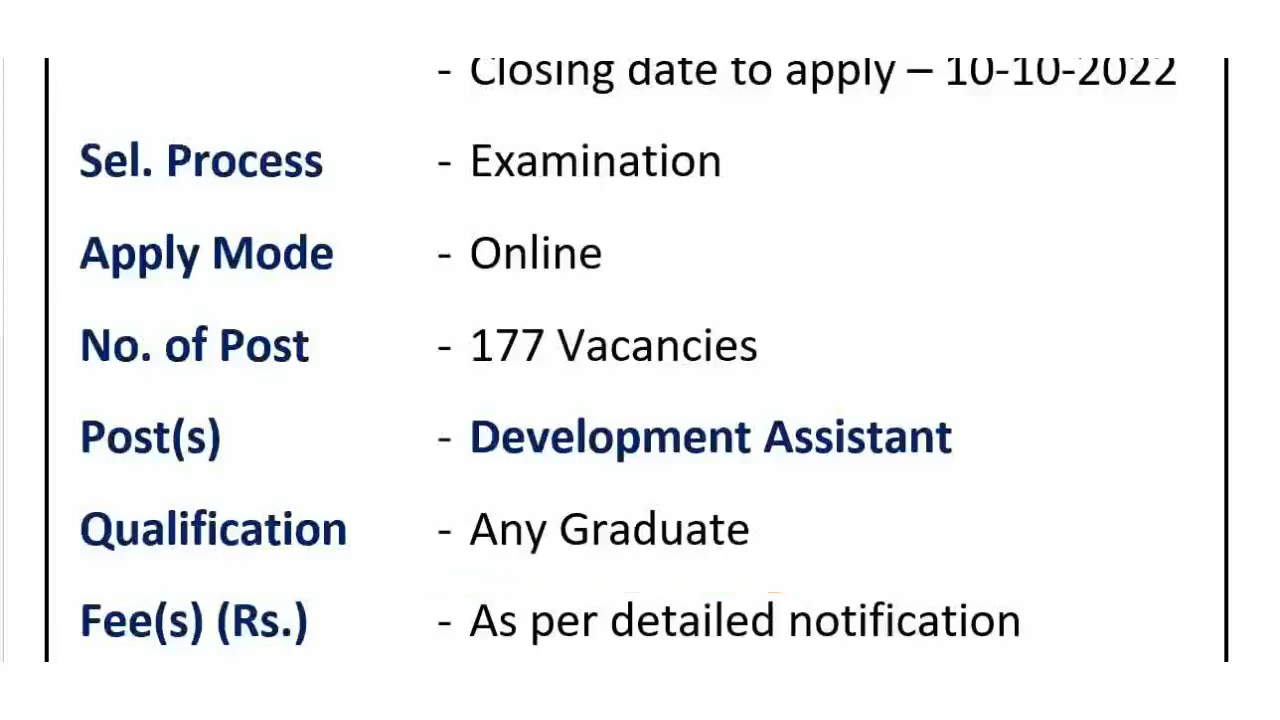 - Closing date to apply – 10-10-2022
Sel. Process - Examination
Apply Mode - Online
No. of Post - 177 Vacancies
Post(s) - Development Assistant
Qualification - Any Graduate
Fee(s) (Rs.) - As per detailed notification